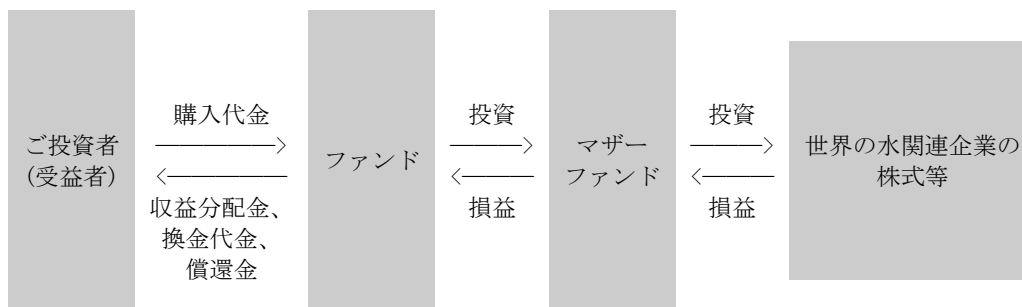 ご投資者
(受益者)
購入代金
収益分配金、
換金代金、
償還金
ファンド
投資
損益
マザー
ファンド
投資
損益
世界の水関連企業の
株式等